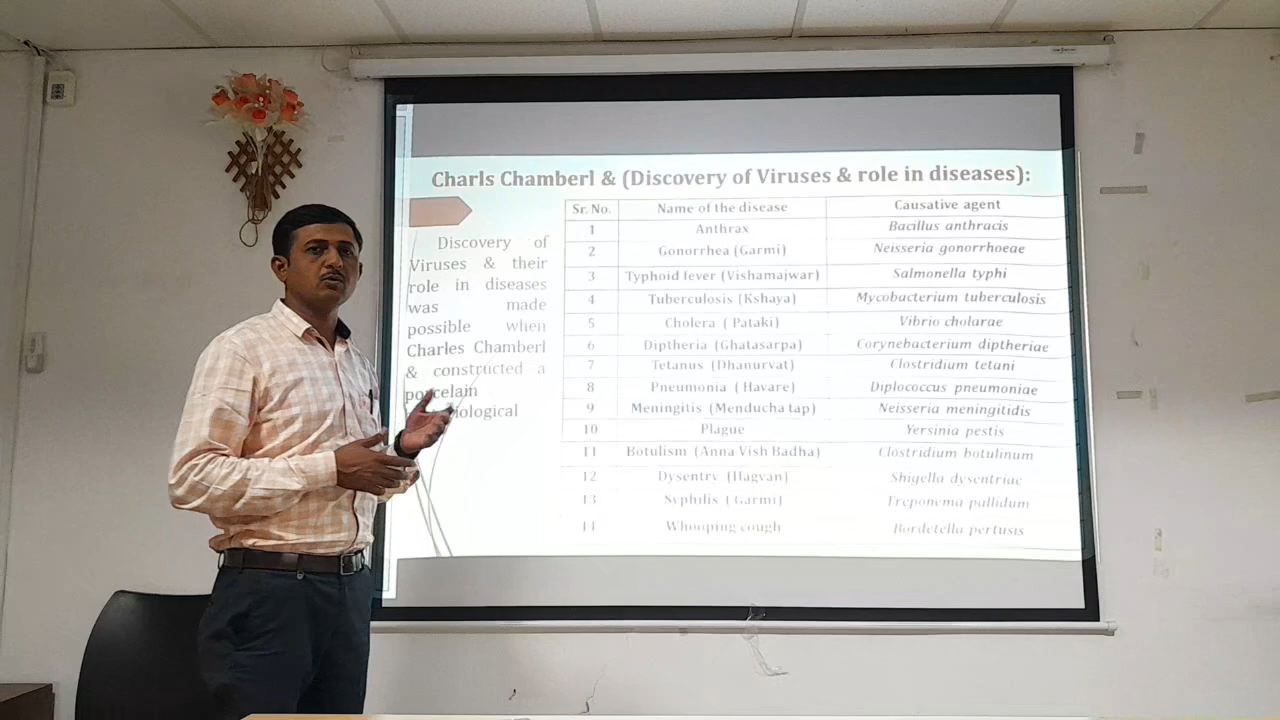 Charls Chamberl & (Discovery of Viruses & role in diseases):
Discovery of
Viruses & their
role in diseases
was made
possible when
Charles Chamberl
& constructed a
porcelain
iological
Sr. No. Name of the disease Causative agent
1 Anthrax Bacillus anthracis
2 Gonorrhea (Garmi) Neisseria gonorrhoeae
3 Typhoid fever (Vishamajwar) Salmonella typhi
4 Tuberculosis (Kshaya) Mycobacterium tuberculosis
5 Cholera ( Pataki) Vibrio cholarae
6 Diptheria (Ghatasarpa) Corynebacterium diptheriae
7 Tetanus (Dhanurvat) Clostridium tetani
8 Pneumonia ( Havare) Diplococcus pneumoniae
9 Meningitis (Menducha tap) Neisseria meningitidis
10 Plague Yersinia pestis
11 Botulism (Anna Vish Badha) Clostridium botulinum
12 Dysentry (Hagvan) Shigella dysentriae
13 Syphilis ( Garmi) Treponema pallidum
14 Whooping cough Bordetella pertusis